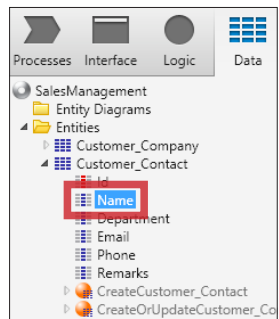 Processes Interface Logic Data
SalesManagement
Entity Diagrams
Entities
Customer_Company
Customer_Contact
Id
Name
Department
Email
Phone
Remarks
CreateCustomer_Contact
CreateOrUpdateCustomer_Co